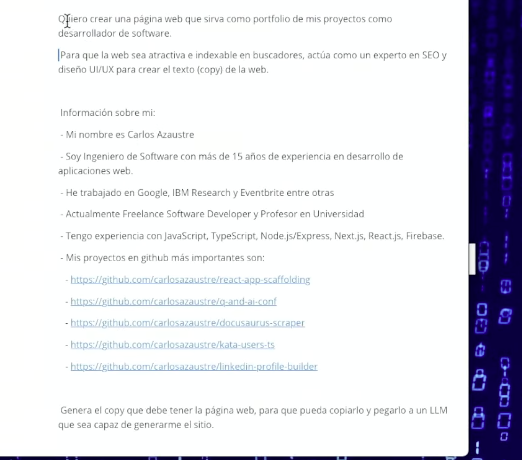 Quiero crear una página web que sirva como portfolio de mis proyectos como
desarrollador de software.
Para que la web sea atractiva e indexable en buscadores, actúa como un experto en SEO y
diseño UI/UX para crear el texto (copy) de la web.
Información sobre mi:
- Mi nombre es Carlos Azaustre
- Soy Ingeniero de Software con más de 15 años de experiencia en desarrollo de
aplicaciones web.
- He trabajado en Google, IBM Research y Eventbrite entre otras
- Actualmente Freelance Software Developer y Profesor en Universidad
- Tengo experiencia con JavaScript, TypeScript, Node.js/Express, Next.js, React.js, Firebase.
- Mis proyectos en github más importantes son:
- https://github.com/carlosazaustre/react-app-scaffolding
- https://github.com/carlosazaustre/q-and-ai-conf
- https://github.com/carlosazaustre/docusaurus-scraper
- https://github.com/carlosazaustre/kata-users-ts
- https://github.com/carlosazaustre/linkedin-profile-builder
Genera el copy que debe tener la página web, para que pueda copiarlo y pegarlo a un LLM
que sea capaz de generarme el sitio.